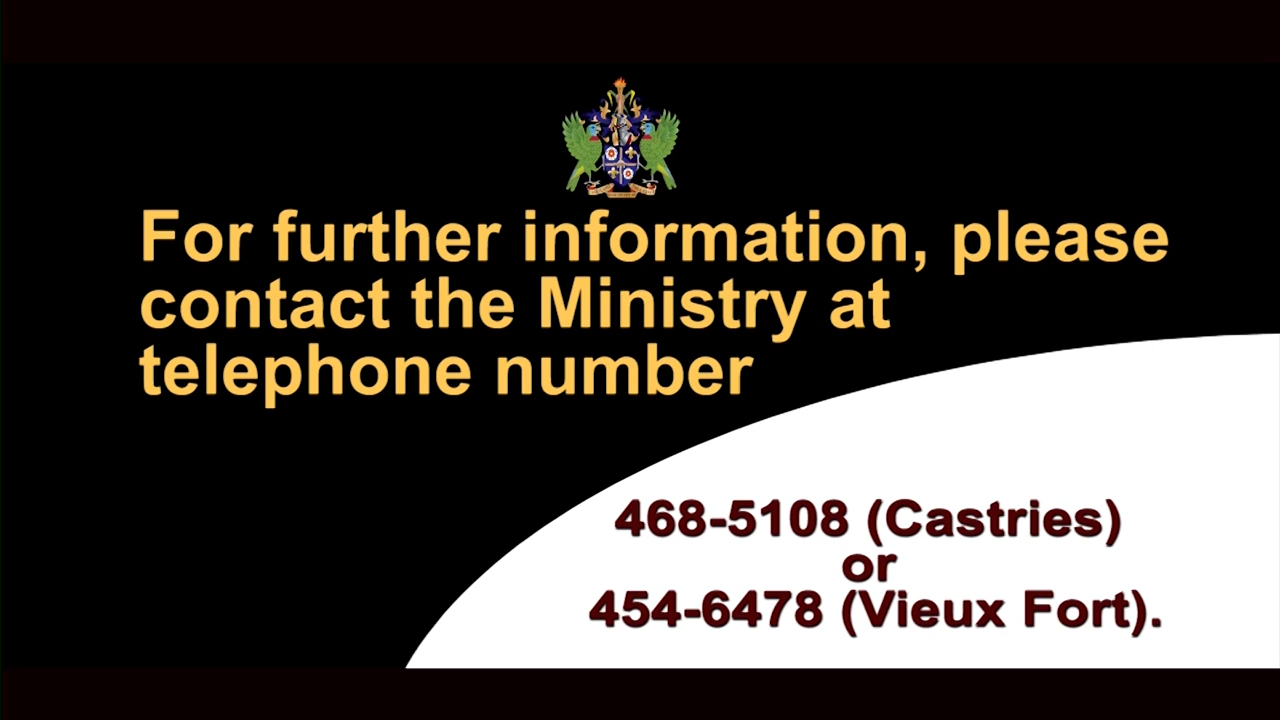 For further information, please
contact the Ministry at
telephone number
468-5108 (Castries)
or
454-6478 (Vieux Fort).